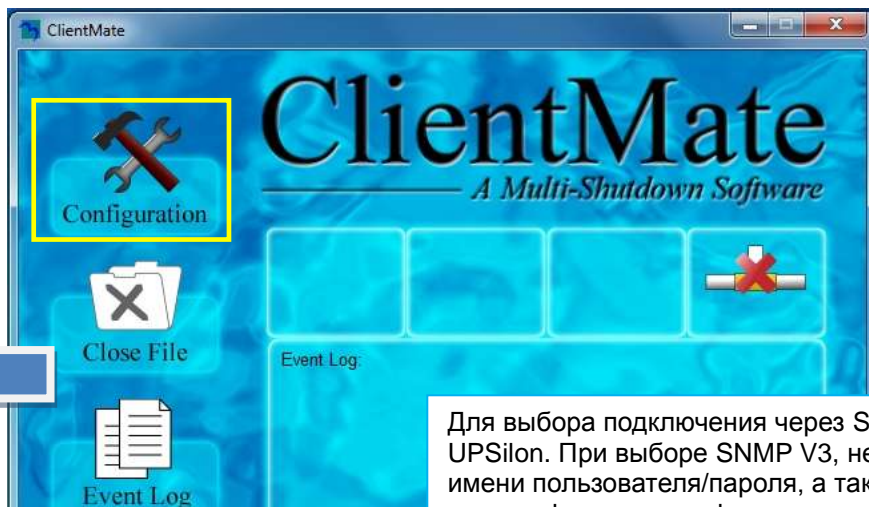 ClientMate
ClientMate
A Multi-Shutdown Software
Configuration
Close File
Event Log:
Event Log
Для выбора подключения через
UPSilon. При выборе SNMP V3,
имени пользователя/пароля, а